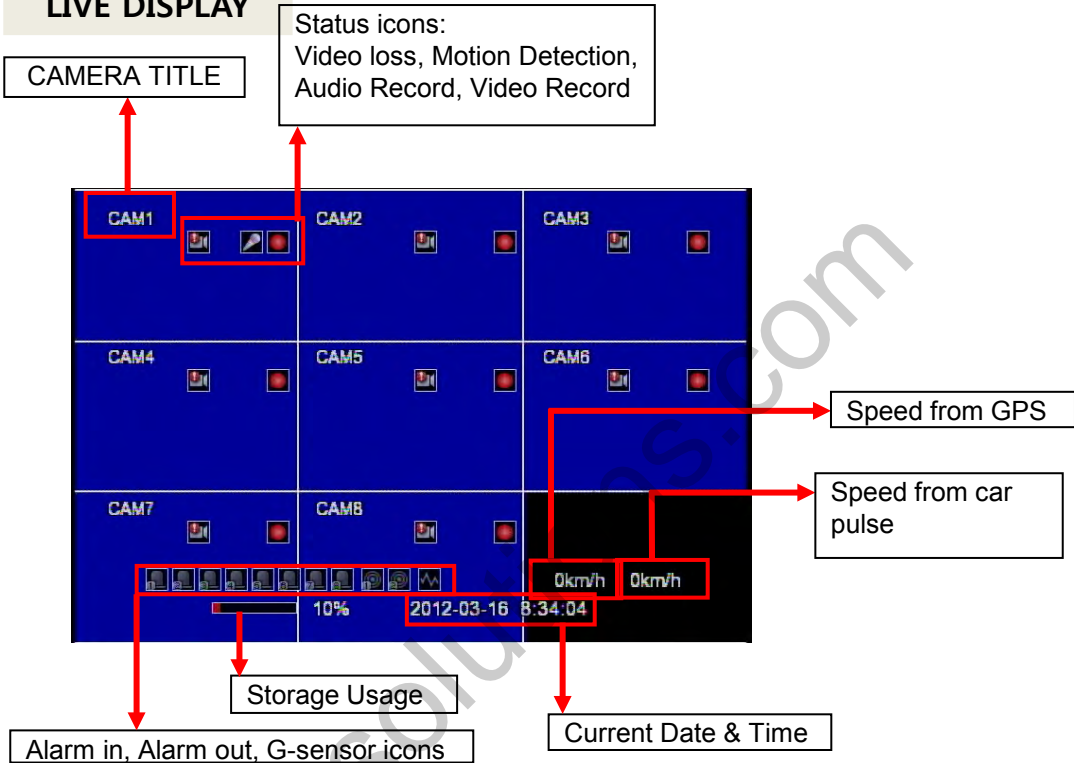 LIVE DISPLAY
Status icons:
Video loss, Motion Detection,
Audio Record, Video Record
CAMERA TITLE
CAM1
CAM2
CAM3
CAM4
CAM5
CAM6
Speed from GPS
Speed from car
pulse
CAM7
CAM8
0km/h
0km/h
10%
2012-03-16 8:34:04
Storage Usage
Current Date & Time
Alarm in, Alarm out, G-sensor icons